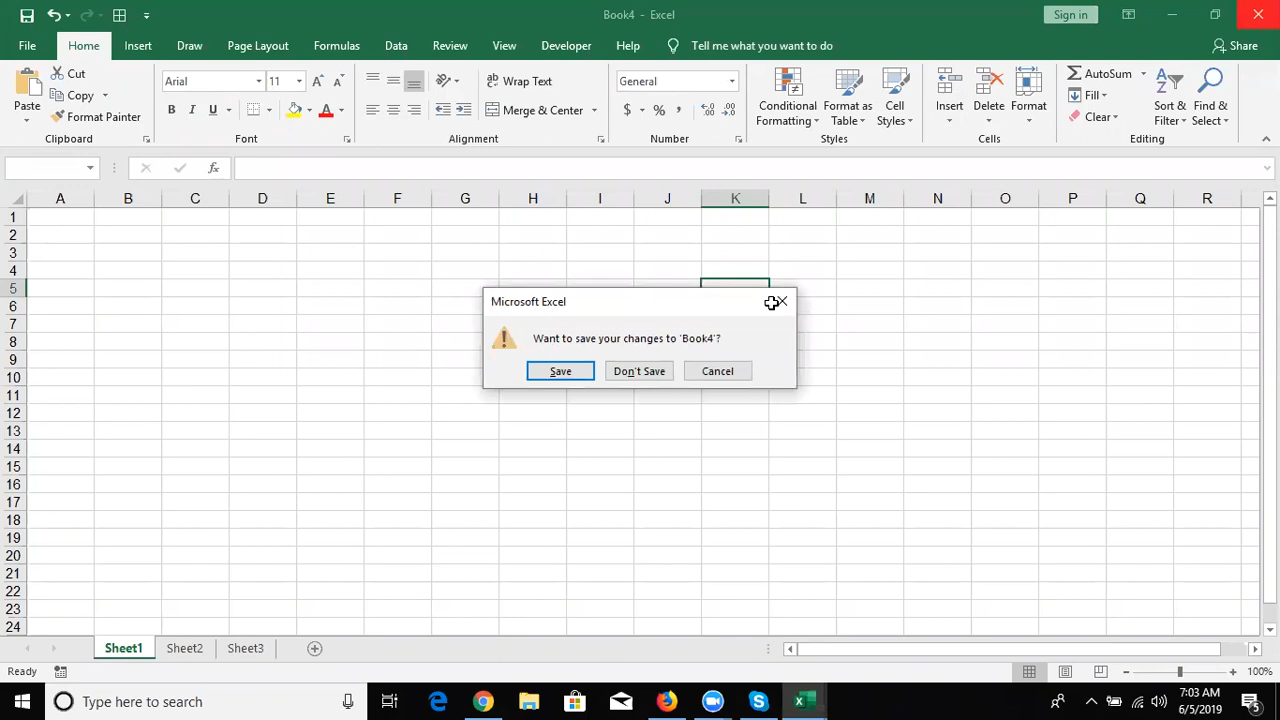 Book4 - Excel
Sign in
File Home Insert Draw Page Layout Formulas Data Review View Developer Help Tell me what you want to do Share
Paste
Cut
Copy
Format Painter
Clipboard
Arial 11
B I U
Font
Wrap Text
Merge & Center
Alignment
General
$ % ,
Number
Conditional Formatting
Format as Table
Cell Styles
Styles
Insert
Delete
Format
Cells
AutoSum
Fill
Clear
Sort & Filter
Find & Select
Editing
fx
A B C D E F G H I J K L M N O P Q R
1
2
3
4
5
6
7
8
9
10
11
12
13
14
15
16
17
18
19
20
21
22
23
24
Microsoft Excel
Want to save your changes to 'Book4'?
Save Don't Save Cancel
Sheet1 Sheet2 Sheet3
Ready
100%
Type here to search
7:03 AM
6/5/2019
5